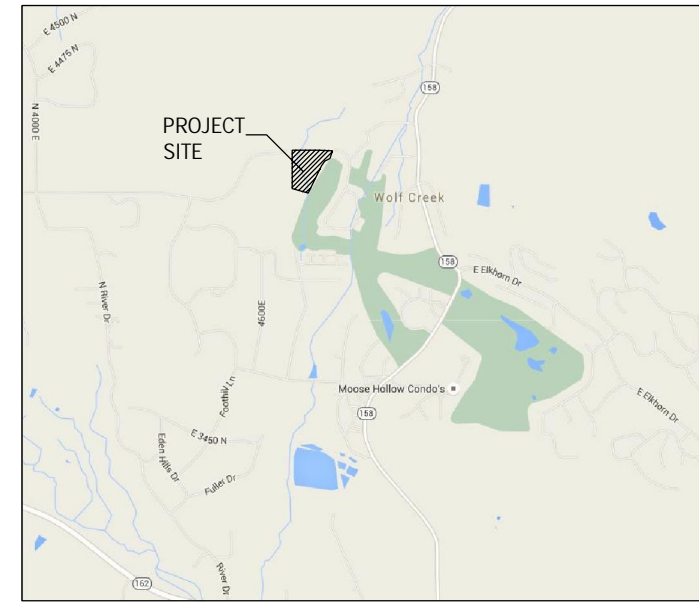 E 4500 N
E 4475 N
158
N 4000 E
PROJECT
SITE
Wolf Creek
158
E Elkhorn Dr
N River Dr
4600E
Foothill Ln
Moose Hollow Condo's
E Elkhorn Dr
158
E 3450 N
Eden Hills Dr
Fuller Dr
River Dr
162